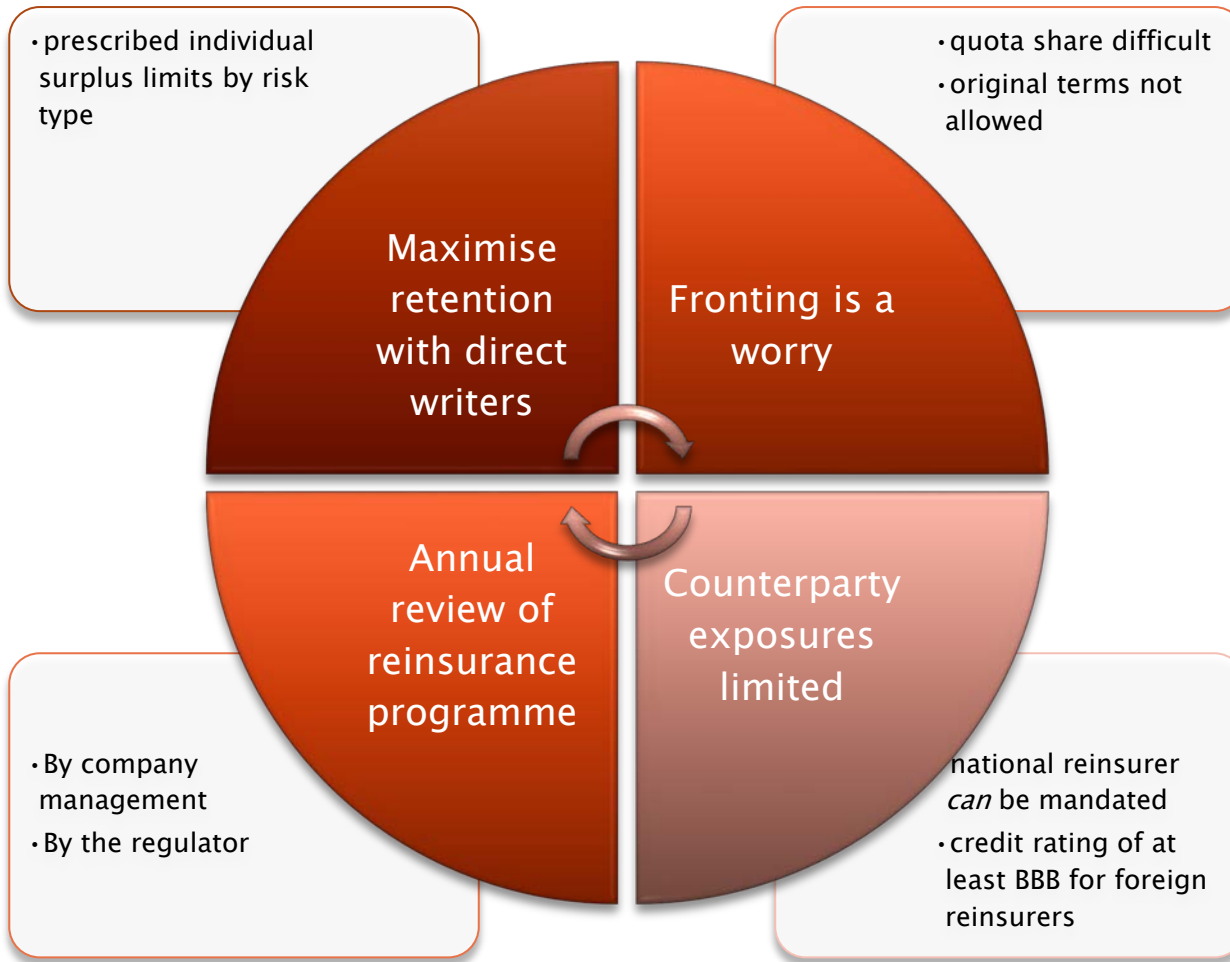 · prescribed individual
surplus limits by risk
type
· quota share difficult
· original terms not
allowed
Maximise
retention
with direct
writers
Fronting is a
worry
Annual
review of
reinsurance
programme
Counterparty
exposures
limited
· By company
management
· By the regulator
national reinsurer
can be mandated
· credit rating of at
least BBB for foreign
reinsurers